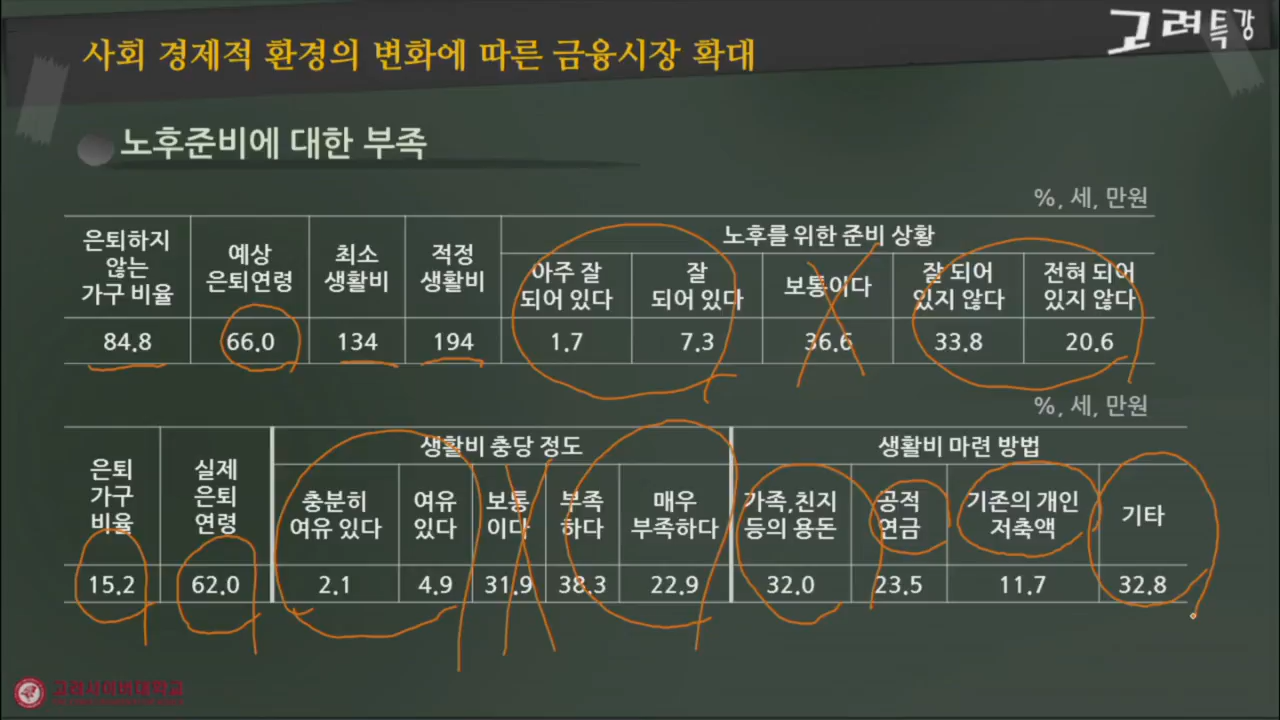 고려특강
사회 경제적 환경의 변화에 따른 금융시장 확대
노후준비에 대한 부족
%, 세, 만원
은퇴하지 않는 가구 비율
예상 은퇴연령
최소 생활비
적정 생활비
노후를 위한 준비 상황
아주 잘 되어 있다
잘 되어 있다
보통이다
잘 되어 있지 않다
전혀 되어 있지 않다
84.8 66.0 134 194 1.7 7.3 36.6 33.8 20.6
%, 세, 만원
은퇴 가구 비율
실제 은퇴 연령
생활비 충당 정도
생활비 마련 방법
충분히 여유 있다
여유 있다
보통 이다
부족 하다
매우 부족하다
가족,친지 등의 용돈
공적 연금
기존의 개인 저축액
기타
15.2 62.0 2.1 4.9 31.9 38.3 22.9 32.0 23.5 11.7 32.8
고려사이버대학교